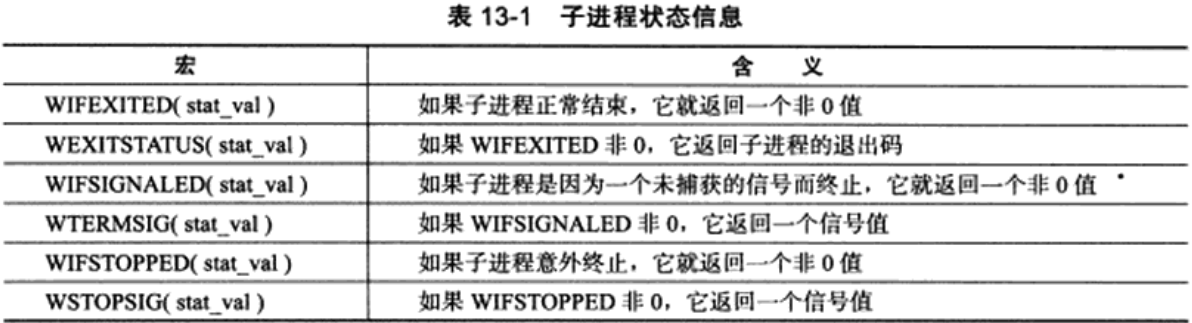 表 13-1 子进程状态信息
宏 含 义
WIFEXITED( stat_val ) 如果子进程正常结束，它就返回一个非 0 值
WEXITSTATUS( stat_val ) 如果 WIFEXITED 非 0，它返回子进程的退出码
WIFSIGNALED( stat_val ) 如果子进程是因为一个未捕获的信号而终止，它就返回一个非 0 值
WTERMSIG( stat_val ) 如果 WIFSIGNALED 非 0，它返回一个信号值
WIFSTOPPED( stat_val ) 如果子进程意外终止，它就返回一个非 0 值
WSTOPSIG( stat_val ) 如果 WIFSTOPPED 非 0，它返回一个信号值